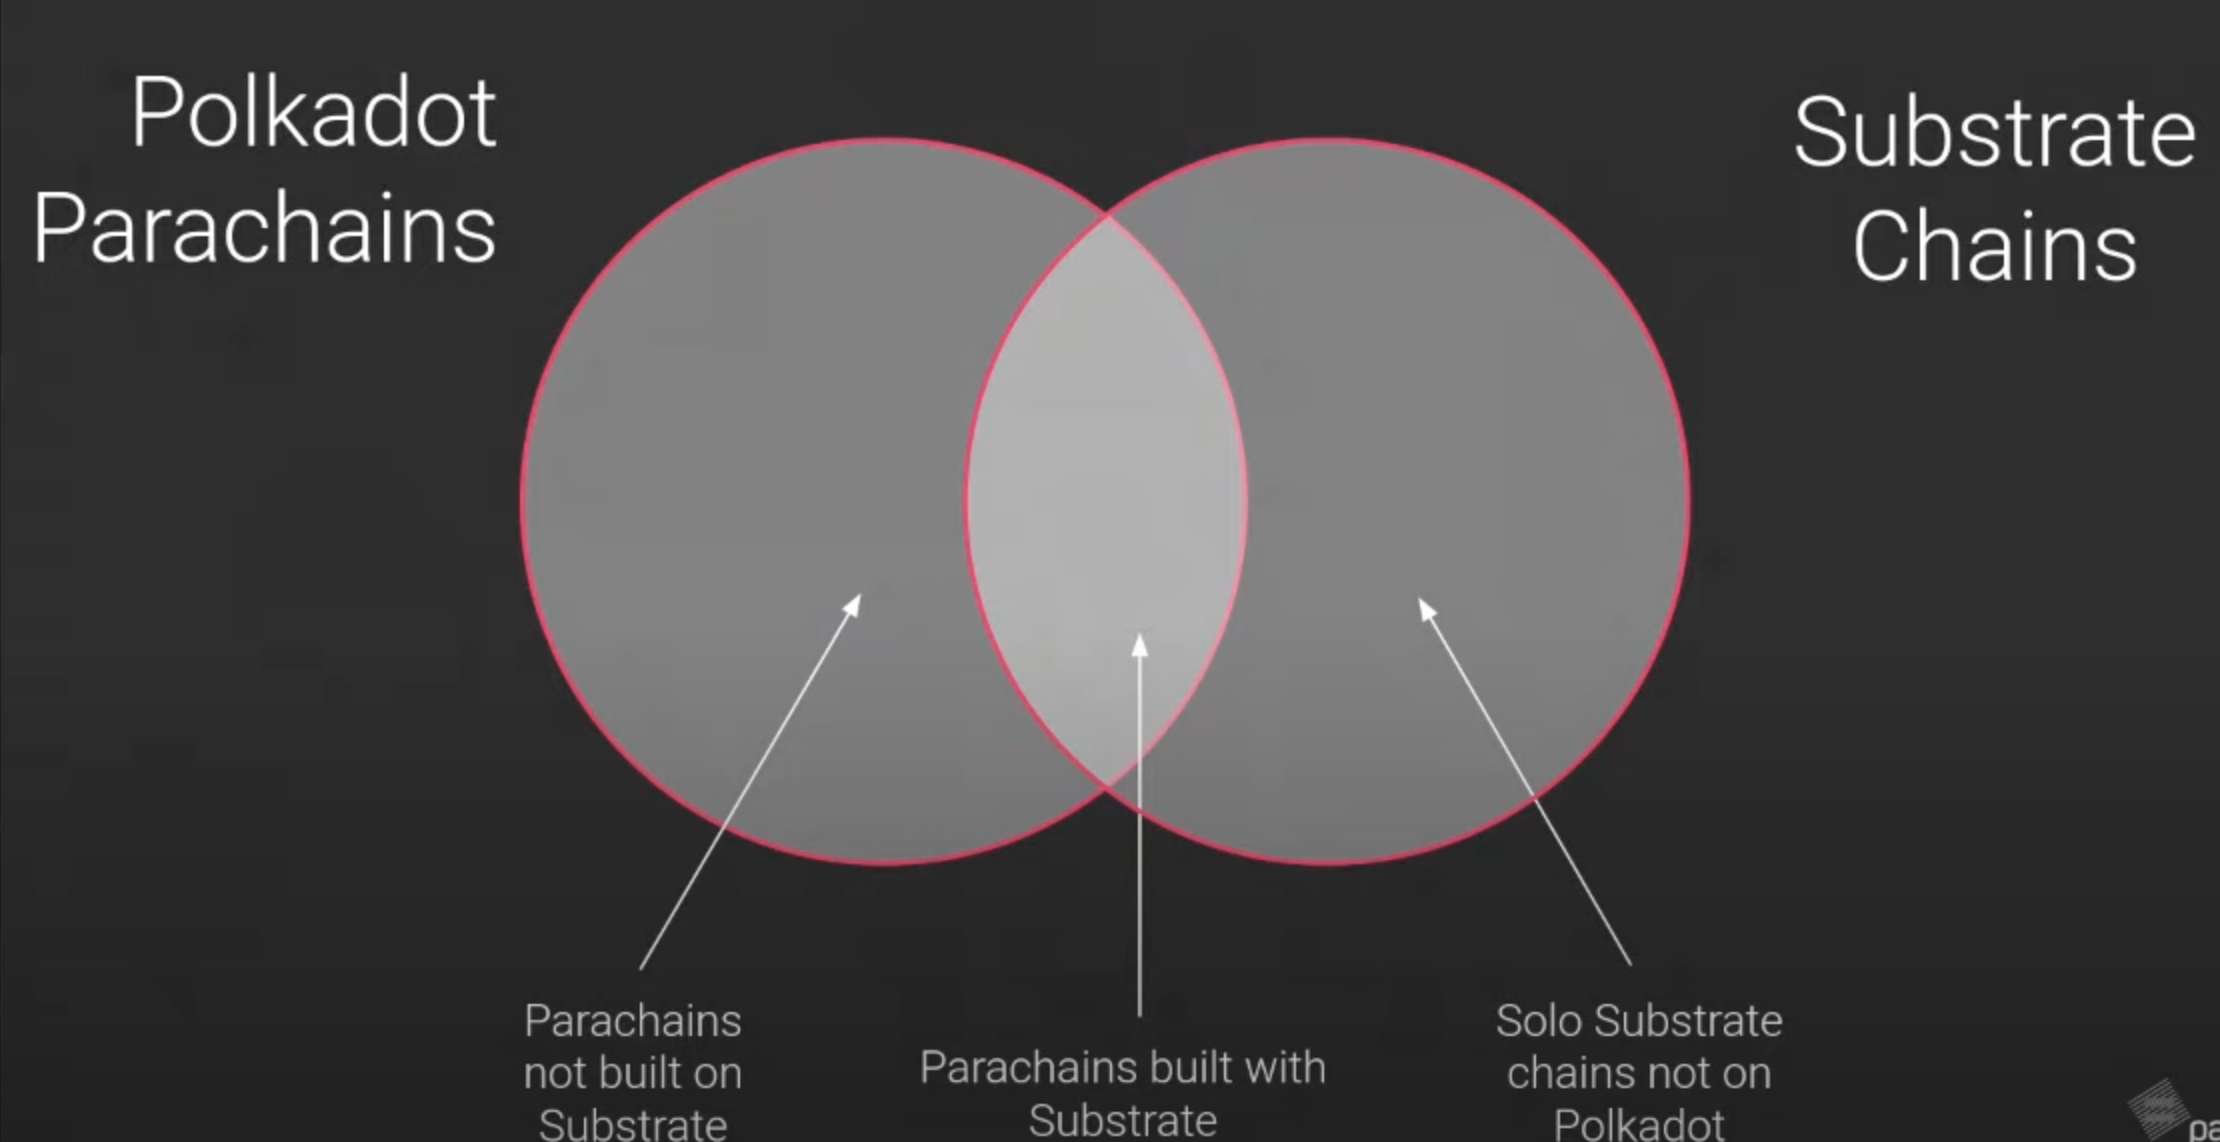 Polkadot
Parachains
Substrate
Chains
Parachains
not built on
Substrate
Parachains built with
Substrate
Solo Substrate
chains not on
Polkadot